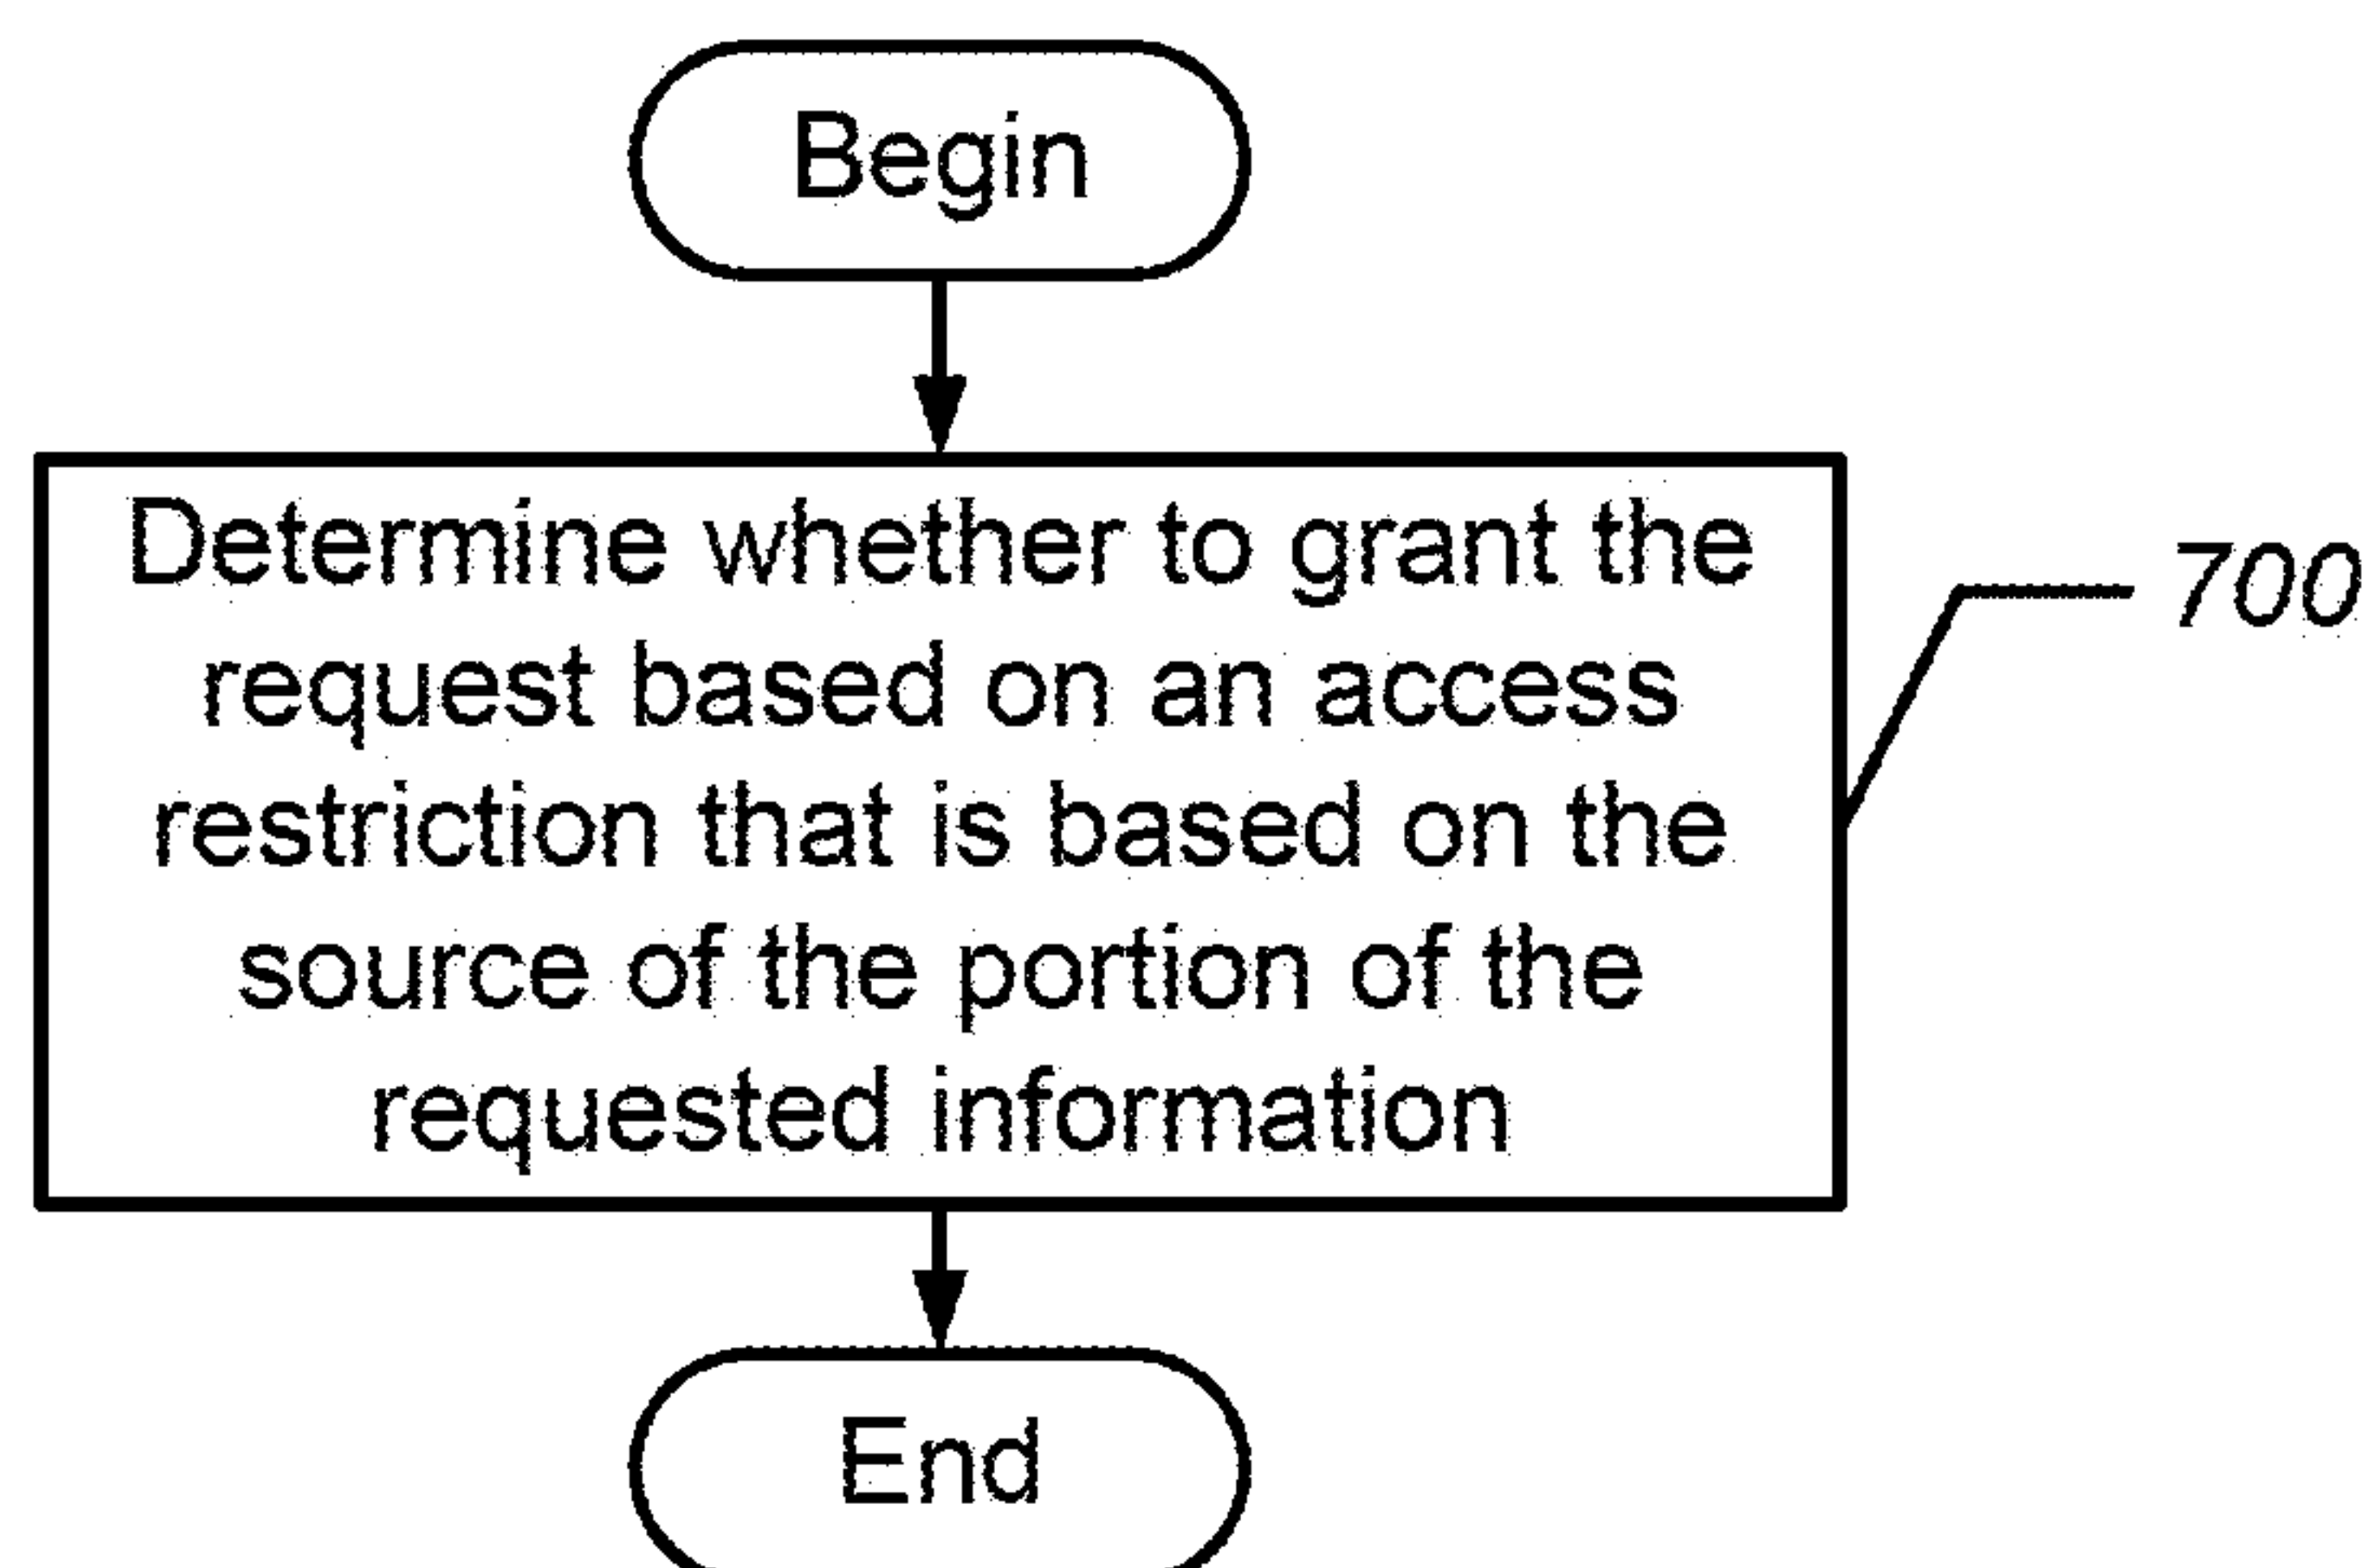 Begin
Determine whether to grant the
request based on an access
restriction that is based on the
source of the portion of the
requested information
700
End